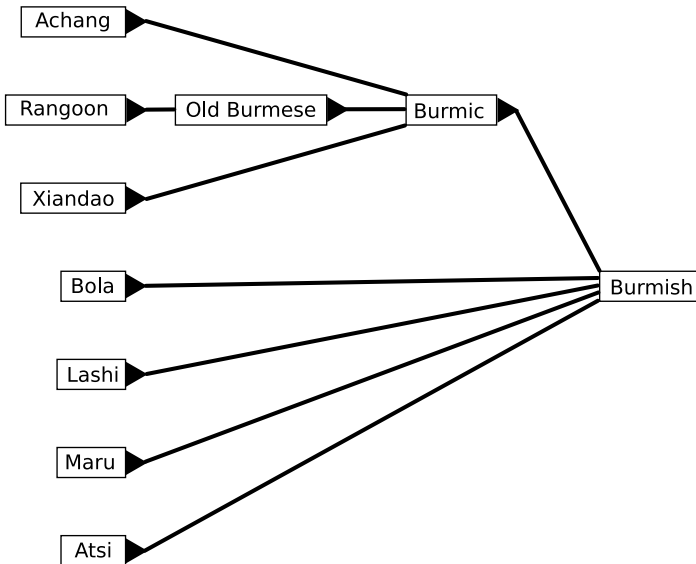 Achang
Rangoon
Old Burmese
Burmic
Xiandao
Bola
Burmish
Lashi
Maru
Atsi